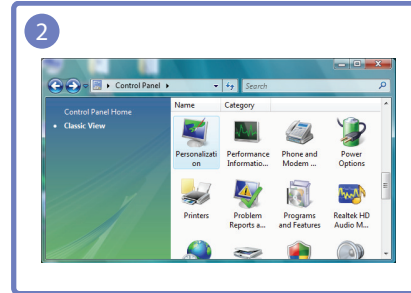 2
Control Panel
Search
Control Panel Home
Classic View
Name Category
Personalizati
on
Performance
Informatio...
Phone and
Modem ...
Power
Options
Printers
Problem
Reports a...
Programs
and Features
Realtek HD
Audio M...